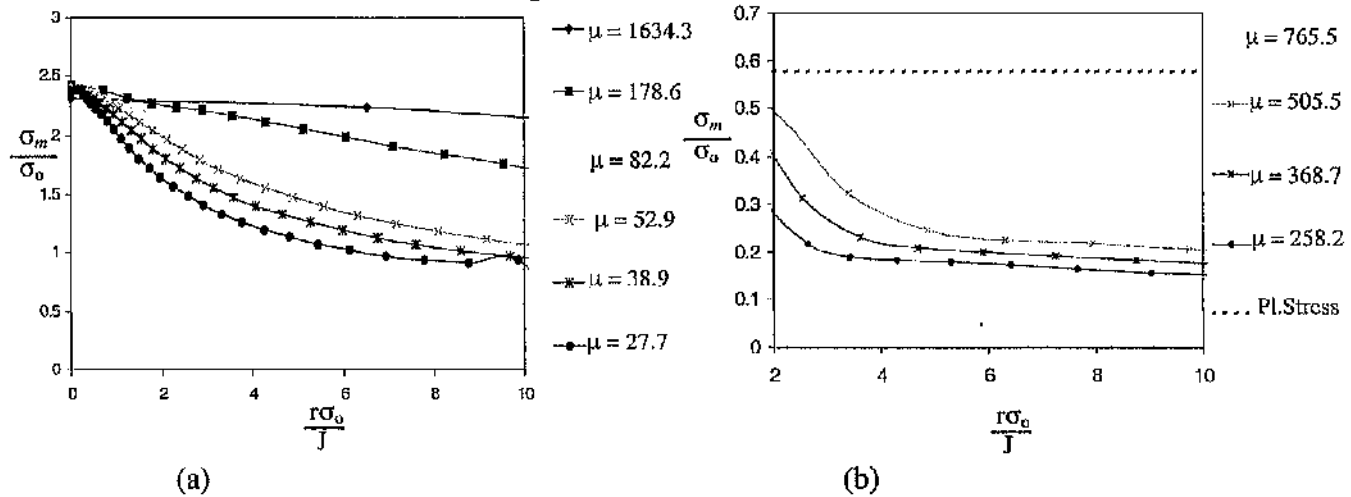 3
2.5
2
1.5
1
0.5
0
σm
σo
0 2 4 6 8 10
rσo
J
(a)
μ = 1634.3
μ = 178.6
μ = 82.2
μ = 52.9
μ = 38.9
μ = 27.7
(b)
0.7
0.6
0.5
0.4
0.3
0.2
0.1
0
σm
σo
2 4 6 8 10
rσo
J
(b)
μ = 765.5
μ = 505.5
μ = 368.7
μ = 258.2
Pl.Stress